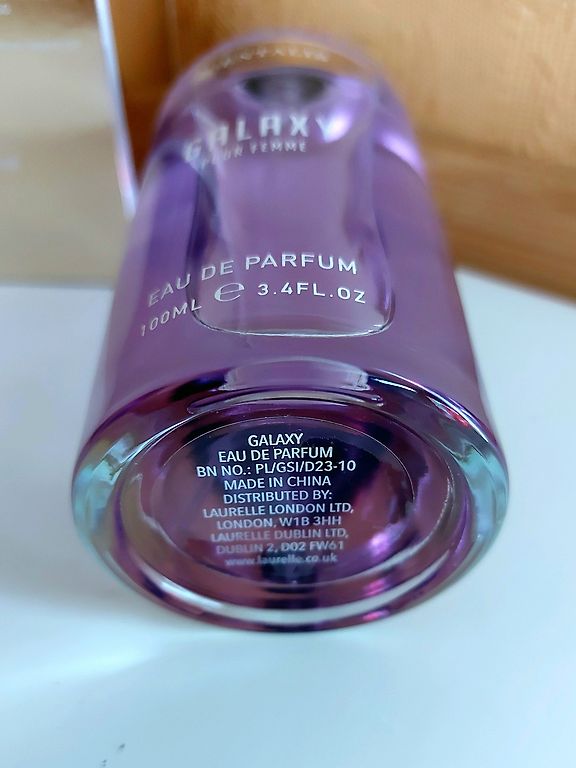 GALAXY
POUR FEMME
EAU DE PARFUM
100ML e 3.4FL.OZ
GALAXY
EAU DE PARFUM
BN NO.: PL/GSI/D23-10
MADE IN CHINA
DISTRIBUTED BY:
LAURELLE LONDON LTD,
LONDON, W1B 3HH
LAURELLE DUBLIN LTD,
DUBLIN 2, D02 FW61
www.laurelle.co.uk